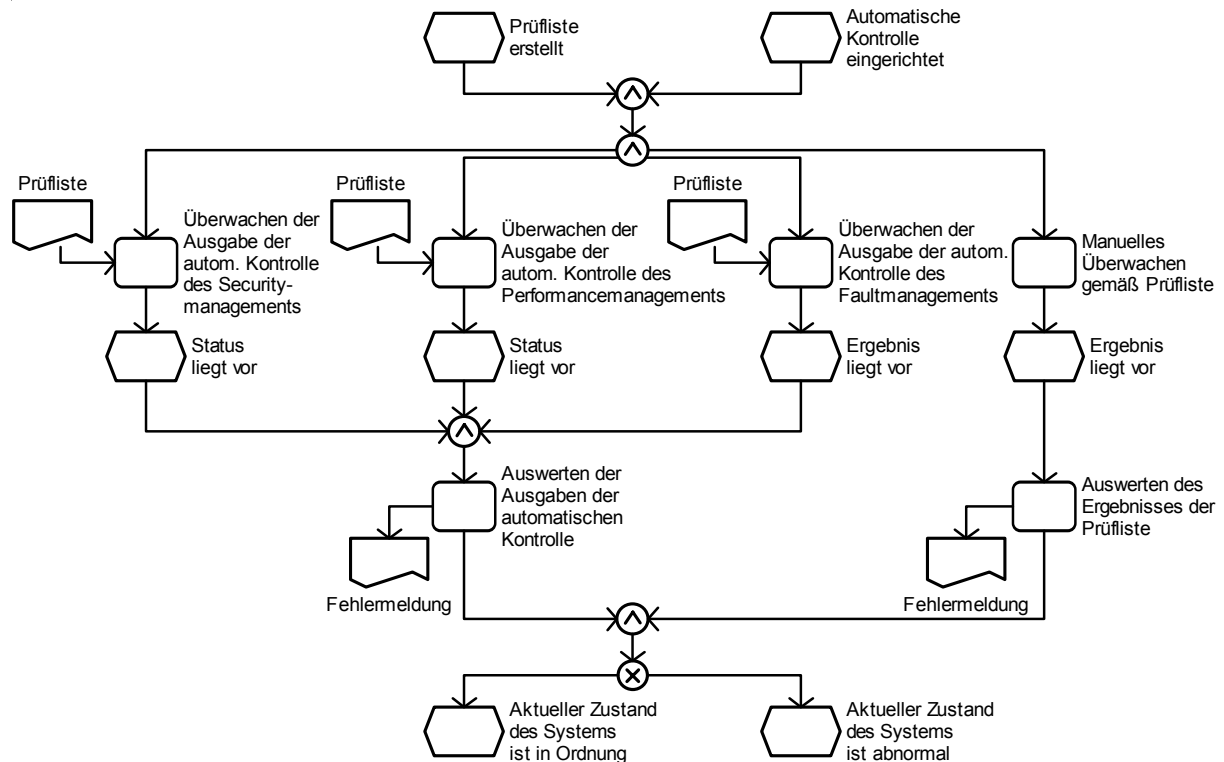 Prüfliste
erstellt
Automatische
Kontrolle
eingerichtet
Prüfliste
Überwachen der
Ausgabe der
autom. Kontrolle
des Security-
managements
Prüfliste
Überwachen der
Ausgabe der
autom. Kontrolle des
Performancemanagements
Prüfliste
Überwachen der
Ausgabe der autom.
Kontrolle des
Faultmanagements
Manuelles
Überwachen
gemäß Prüfliste
Status
liegt vor
Status
liegt vor
Ergebnis
liegt vor
Ergebnis
liegt vor
Auswerten der
Ausgaben der
automatischen
Kontrolle
Fehlermeldung
Auswerten des
Ergebnisses der
Prüfliste
Fehlermeldung
Aktueller Zustand
des Systems
ist in Ordnung
Aktueller Zustand
des Systems
ist abnormal